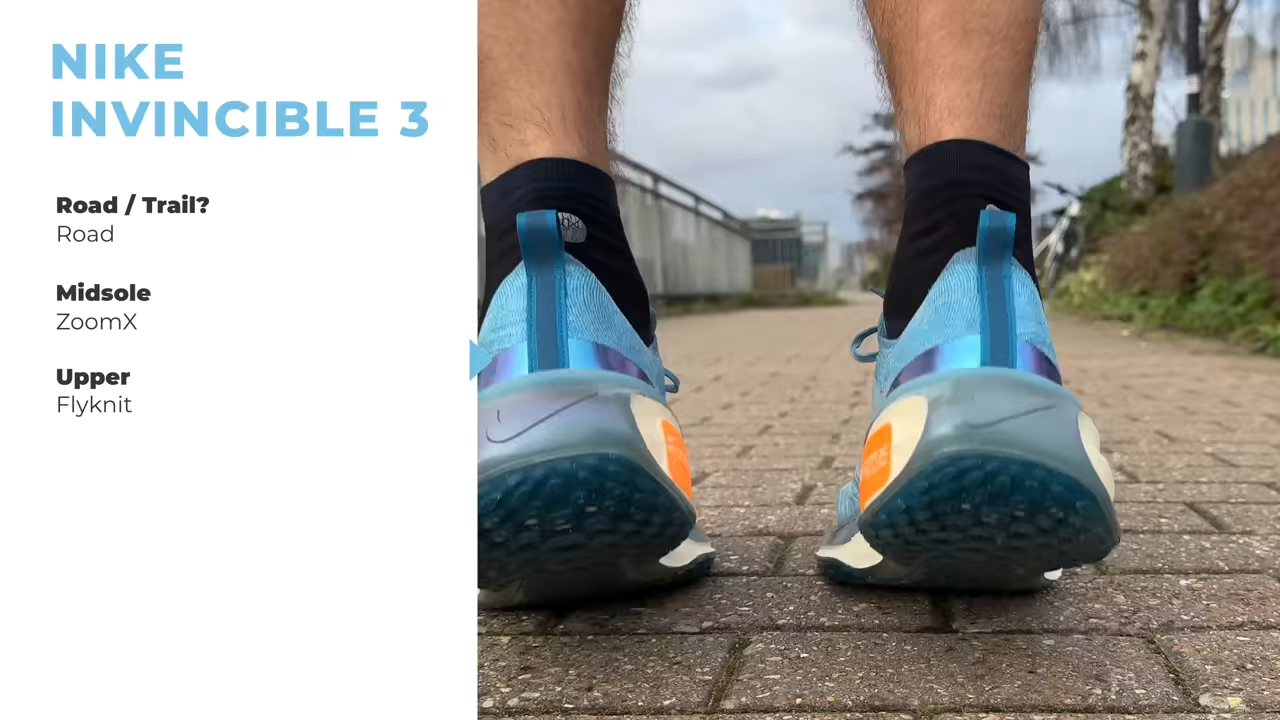 NIKE
INVINCIBLE 3
Road / Trail?
Road
Midsole
ZoomX
Upper
Flyknit